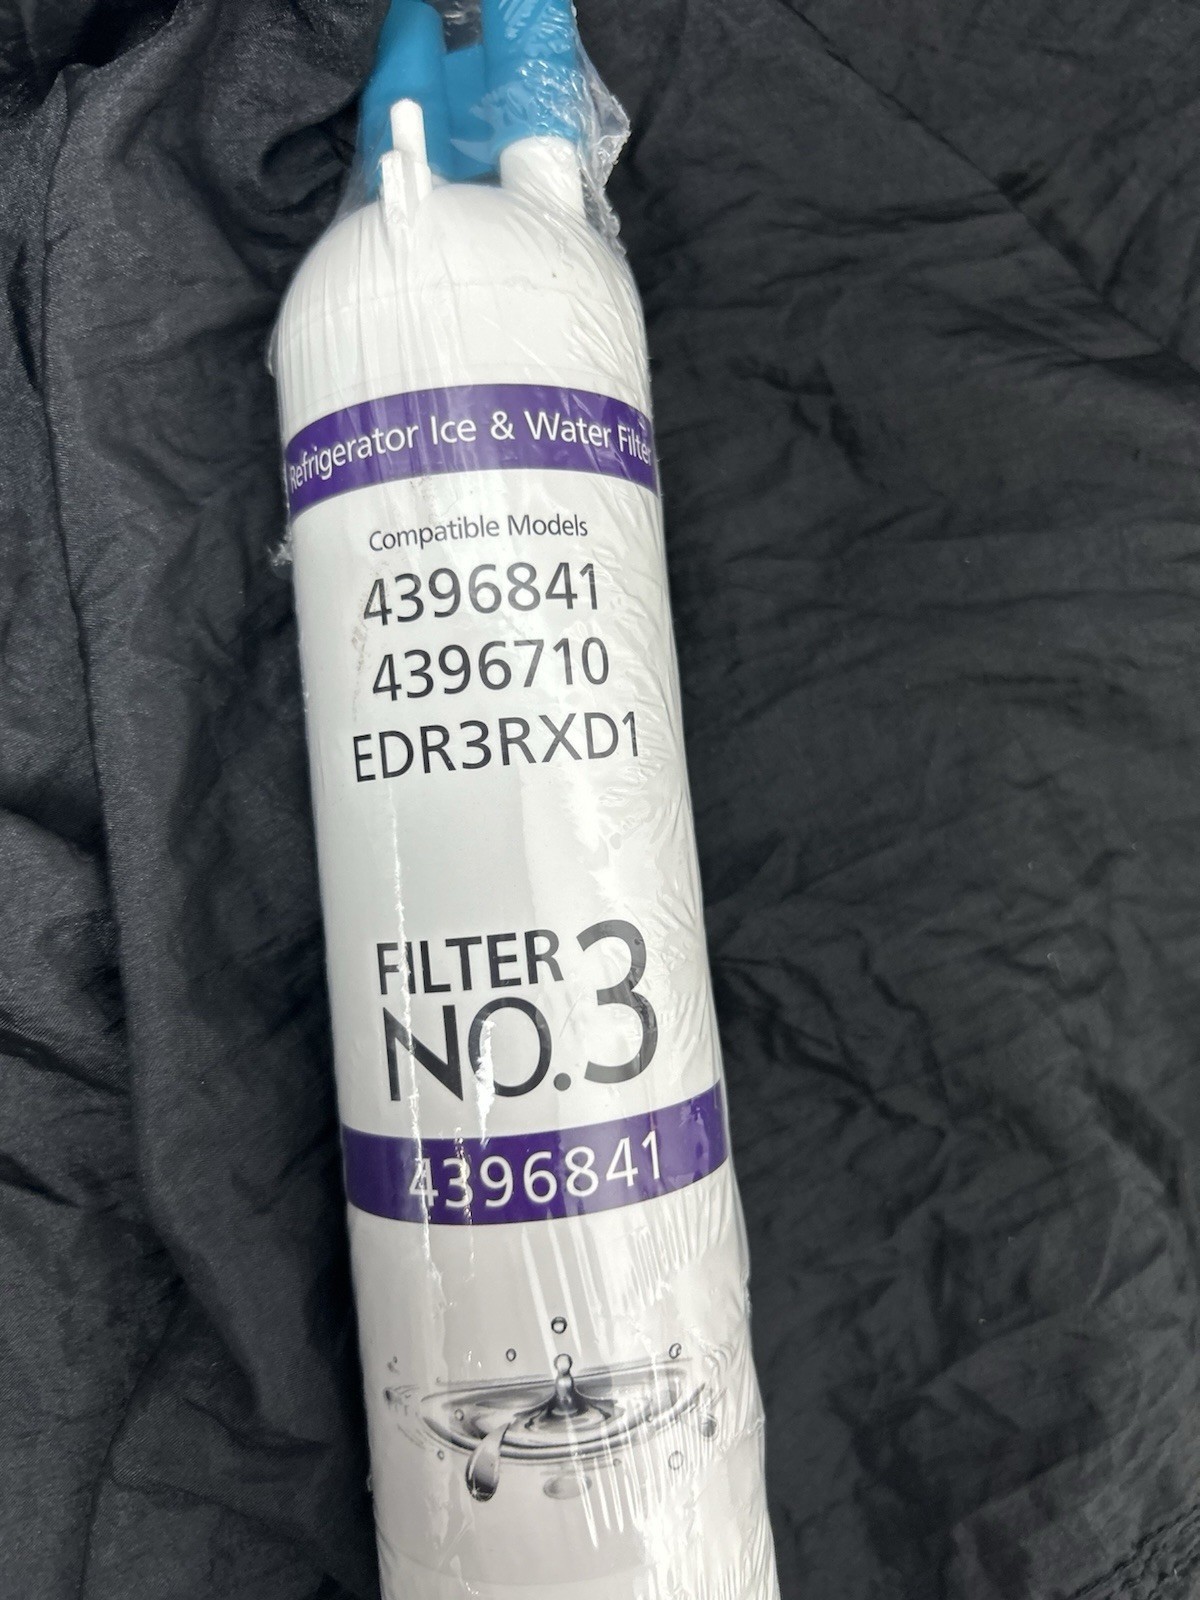 Refrigerator Ice & Water Filter
Compatible Models
4396841
4396710
EDR3RXD1
FILTER
NO.3
4396841